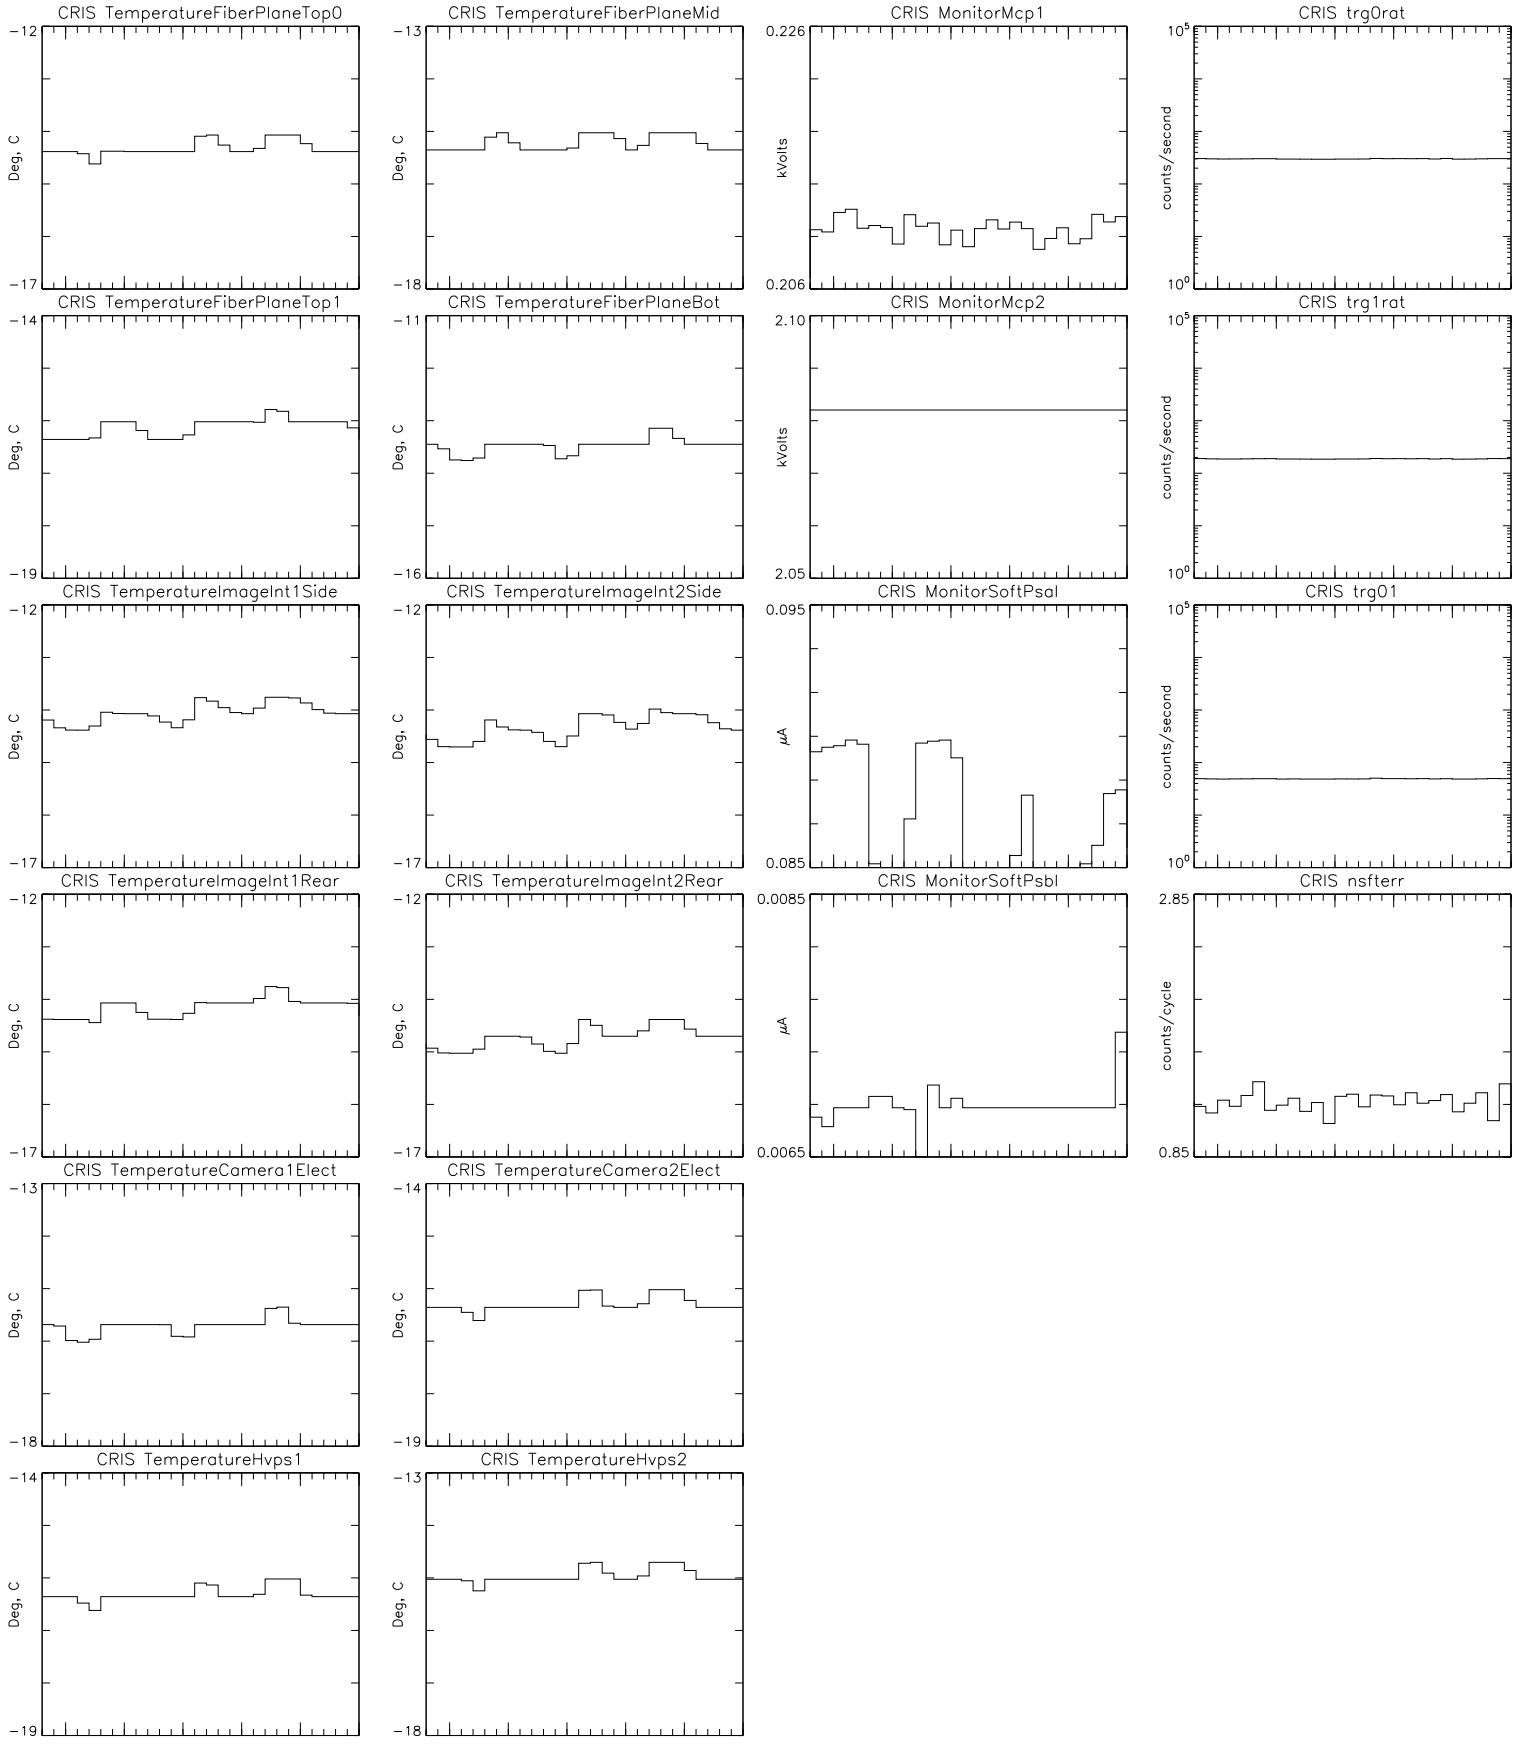 CRIS TemperatureFiberPlaneTop0
-12
Deg, C
-17
CRIS TemperatureFiberPlaneMid
-13
Deg, C
-18
CRIS MonitorMcp1
0.226
kVolts
0.206
CRIS trg0rat
10⁵
counts/second
10⁰
CRIS TemperatureFiberPlaneTop1
-14
Deg, C
-19
CRIS TemperatureFiberPlaneBot
-11
Deg, C
-16
CRIS MonitorMcp2
2.10
kVolts
2.05
CRIS trg1rat
10⁵
counts/second
10⁰
CRIS TemperatureImageInt1Side
-12
Deg, C
-17
CRIS TemperatureImageInt2Side
-12
Deg, C
-17
CRIS MonitorSoftPsaI
0.095
μA
0.085
CRIS trg01
10⁵
counts/second
10⁰
CRIS TemperatureImageInt1Rear
-12
Deg, C
-17
CRIS TemperatureImageInt2Rear
-12
Deg, C
-17
CRIS MonitorSoftPsbI
0.0085
μA
0.0065
CRIS nsfterr
2.85
counts/cycle
0.85
CRIS TemperatureCamera1Elect
-13
Deg, C
-18
CRIS TemperatureCamera2Elect
-14
Deg, C
-19
CRIS TemperatureHvps1
-14
Deg, C
-19
CRIS TemperatureHvps2
-13
Deg, C
-18